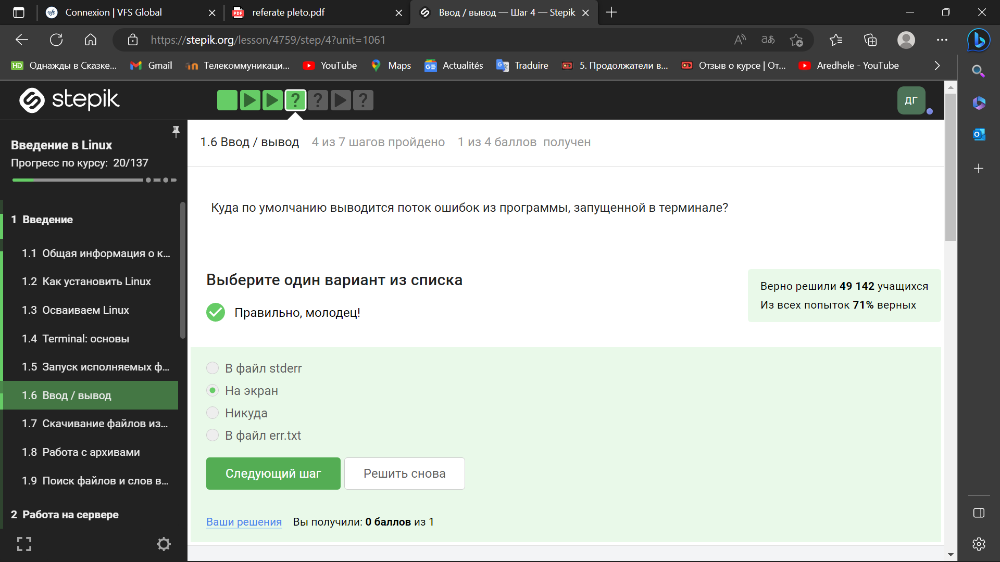 Connexion | VFS Global
referate pleto.pdf
Ввод / вывод — Шаг 4 — Stepik
https://stepik.org/lesson/4759/step/4?unit=1061
Однажды в Сказке...
Gmail
Телекоммуникаци...
YouTube
Maps
Actualités
Traduire
5. Продолжатели в...
Отзыв о курсе | От...
Aredhele - YouTube
stepik
ДГ
Введение в Linux
Прогресс по курсу: 20/137
1 Введение
1.1 Общая информация о к...
1.2 Как установить Linux
1.3 Осваиваем Linux
1.4 Terminal: основы
1.5 Запуск исполняемых ф...
1.6 Ввод / вывод
1.7 Скачивание файлов из...
1.8 Работа с архивами
1.9 Поиск файлов и слов в...
2 Работа на сервере
1.6 Ввод / вывод 4 из 7 шагов пройдено 1 из 4 баллов получен
Куда по умолчанию выводится поток ошибок из программы, запущенной в терминале?
Выберите один вариант из списка
Правильно, молодец!
Верно решили 49 142 учащихся
Из всех попыток 71% верных
В файл stderr
На экран
Никуда
В файл err.txt
Следующий шаг
Решить снова
Ваши решения Вы получили: 0 баллов из 1